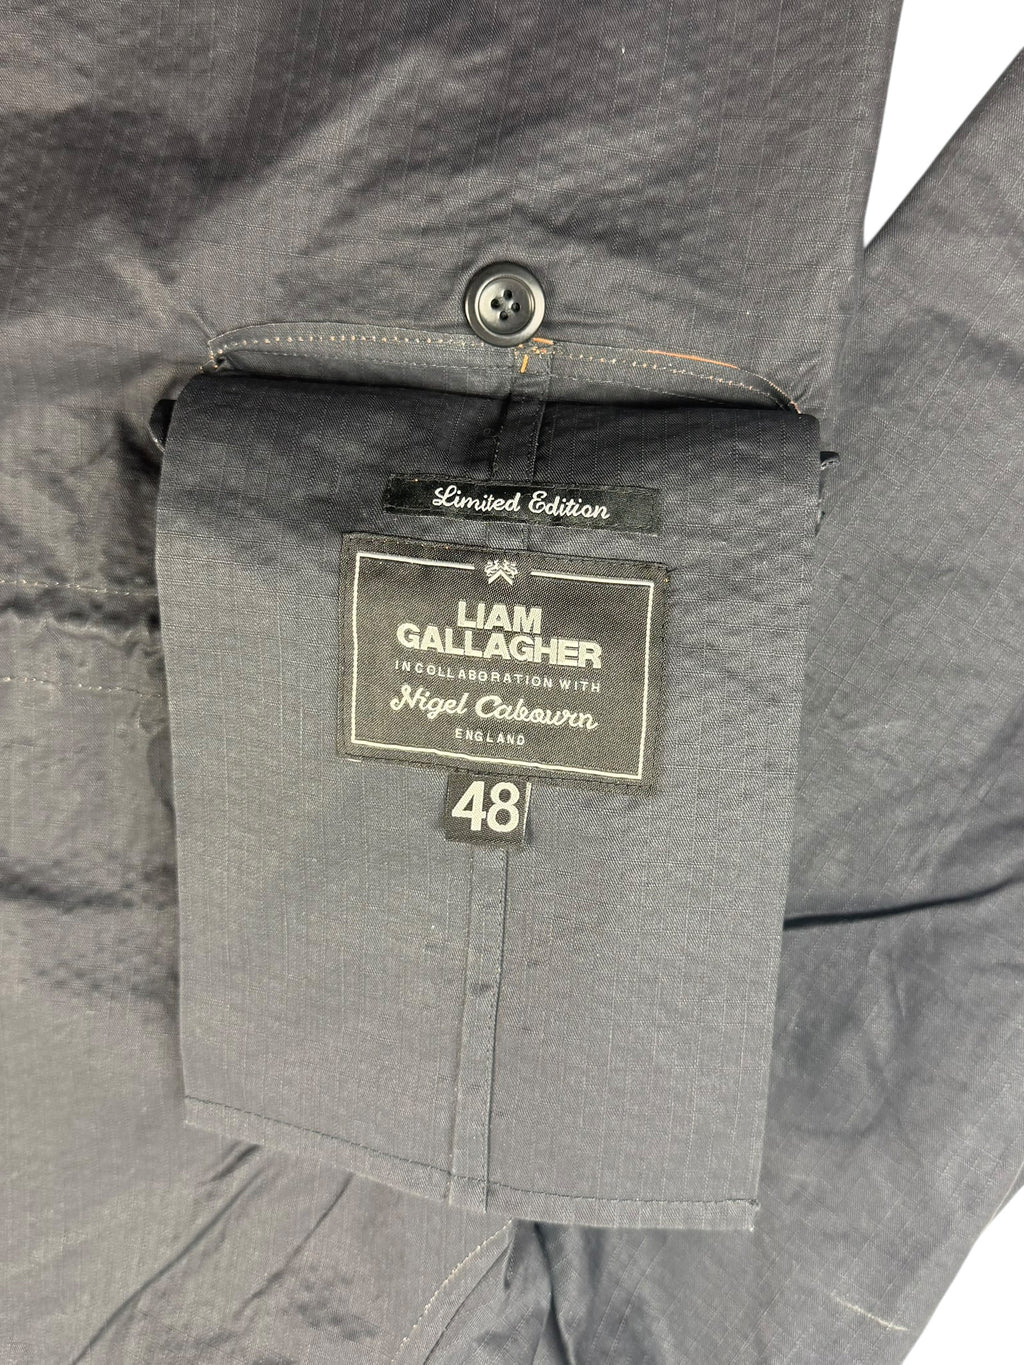 Limited Edition
LIAM
GALLAGHER
IN COLLABORATION WITH
Nigel Cabourn
ENGLAND
48